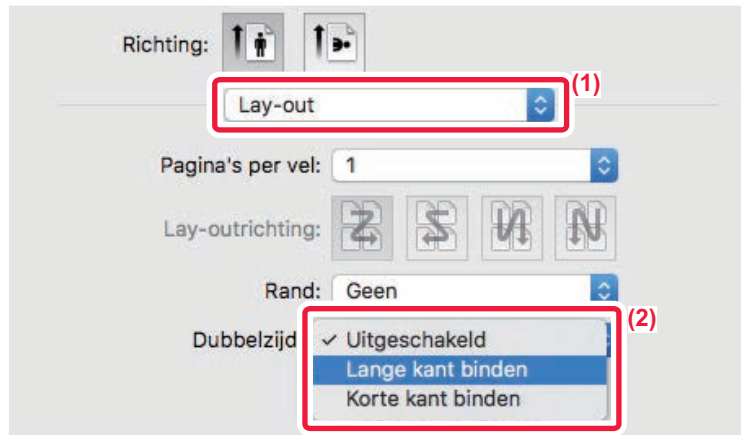 Richting:
(1)
Lay-out
Pagina's per vel: 1
Lay-outrichting:
Rand: Geen
(2)
Dubbelzijd ✓ Uitgeschakeld
Lange kant binden
Korte kant binden